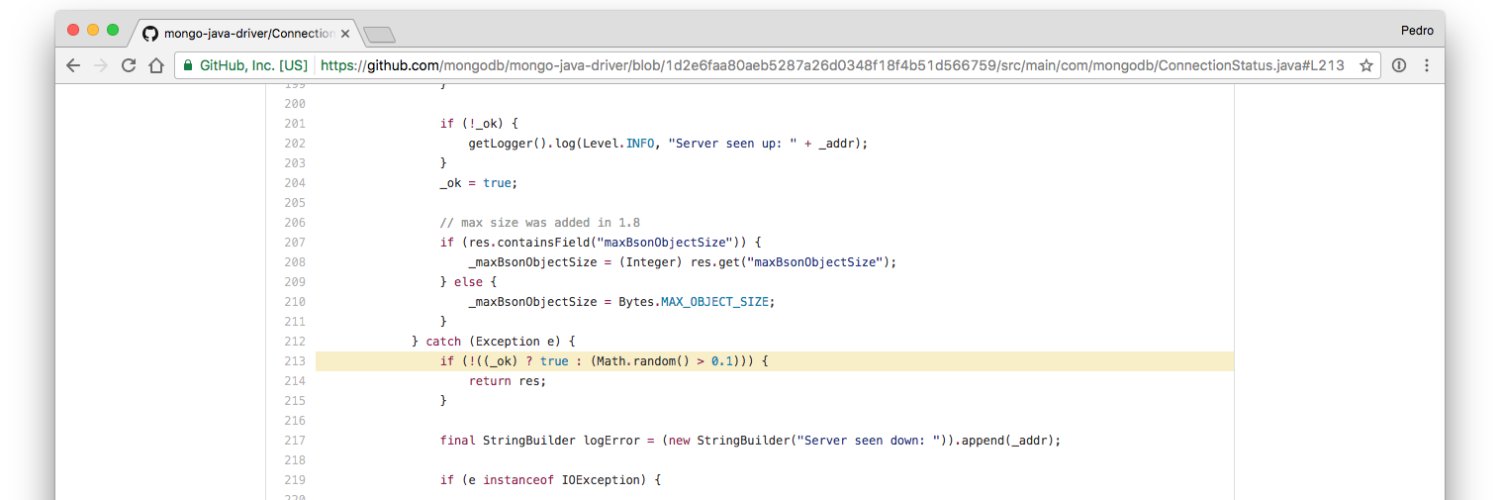 mongo-java-driver/Connection
Pedro
GitHub, Inc. [US] https://github.com/mongodb/mongo-java-driver/blob/1d2e6faa80aeb5287a26d0348f18f4b51d566759/src/main/com/mongodb/ConnectionStatus.java#L213
199 }
200
201 if (!_ok) {
202 getLogger().log(Level.INFO, "Server seen up: " + _addr);
203 }
204 _ok = true;
205
206 // max size was added in 1.8
207 if (res.containsField("maxBsonObjectSize")) {
208 _maxBsonObjectSize = (Integer) res.get("maxBsonObjectSize");
209 } else {
210 _maxBsonObjectSize = Bytes.MAX_OBJECT_SIZE;
211 }
212 } catch (Exception e) {
213 if (!((_ok) ? true : (Math.random() > 0.1))) {
214 return res;
215 }
216
217 final StringBuilder logError = (new StringBuilder("Server seen down: ")).append(_addr);
218
219 if (e instanceof IOException) {
220